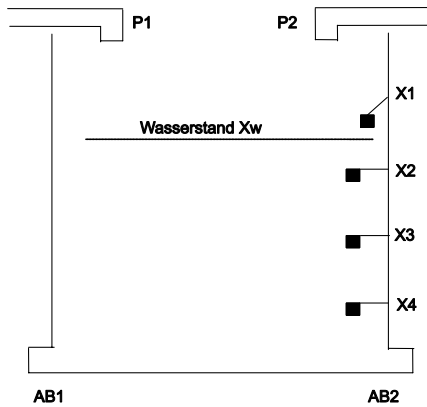 P1 P2
X1
Wasserstand Xw
X2
X3
X4
AB1 AB2